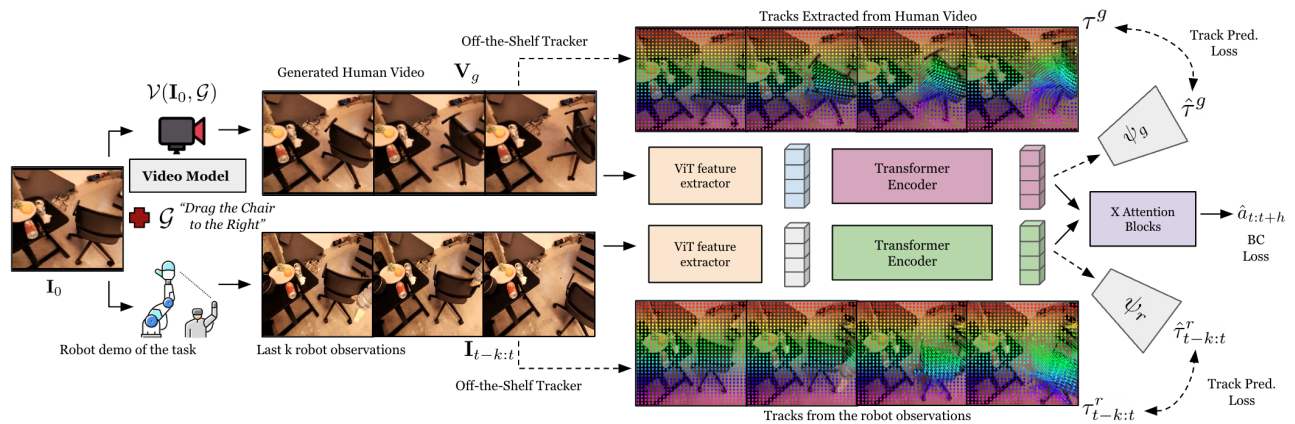 Tracks Extracted from Human Video
τ^g
Off-the-Shelf Tracker
Track Pred.
Loss
Generated Human Video
V_g
𝒱(I_0, 𝒢)
τ̂^g
ψ_g
Video Model
ViT feature
extractor
Transformer
Encoder
𝒢 "Drag the Chair
to the Right"
X Attention
Blocks
â_{t:t+h}
BC
Loss
ViT feature
extractor
Transformer
Encoder
I_0
ψ_r
τ̂^r_{t−k:t}
Robot demo of the task
Last k robot observations
I_{t−k:t}
Off-the-Shelf Tracker
Track Pred.
Loss
Tracks from the robot observations
τ^r_{t−k:t}